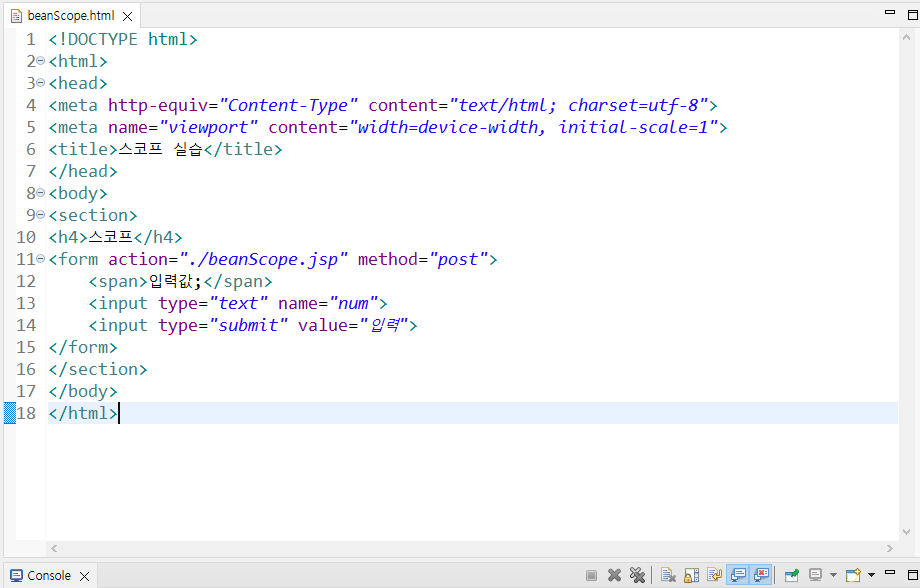 beanScope.html
1 <!DOCTYPE html>
2 <html>
3 <head>
4 <meta http-equiv="Content-Type" content="text/html; charset=utf-8">
5 <meta name="viewport" content="width=device-width, initial-scale=1">
6 <title>스코프 실습</title>
7 </head>
8 <body>
9 <section>
10 <h4>스코프</h4>
11 <form action="./beanScope.jsp" method="post">
12     <span>입력값;</span>
13     <input type="text" name="num">
14     <input type="submit" value="입력">
15 </form>
16 </section>
17 </body>
18 </html>
Console